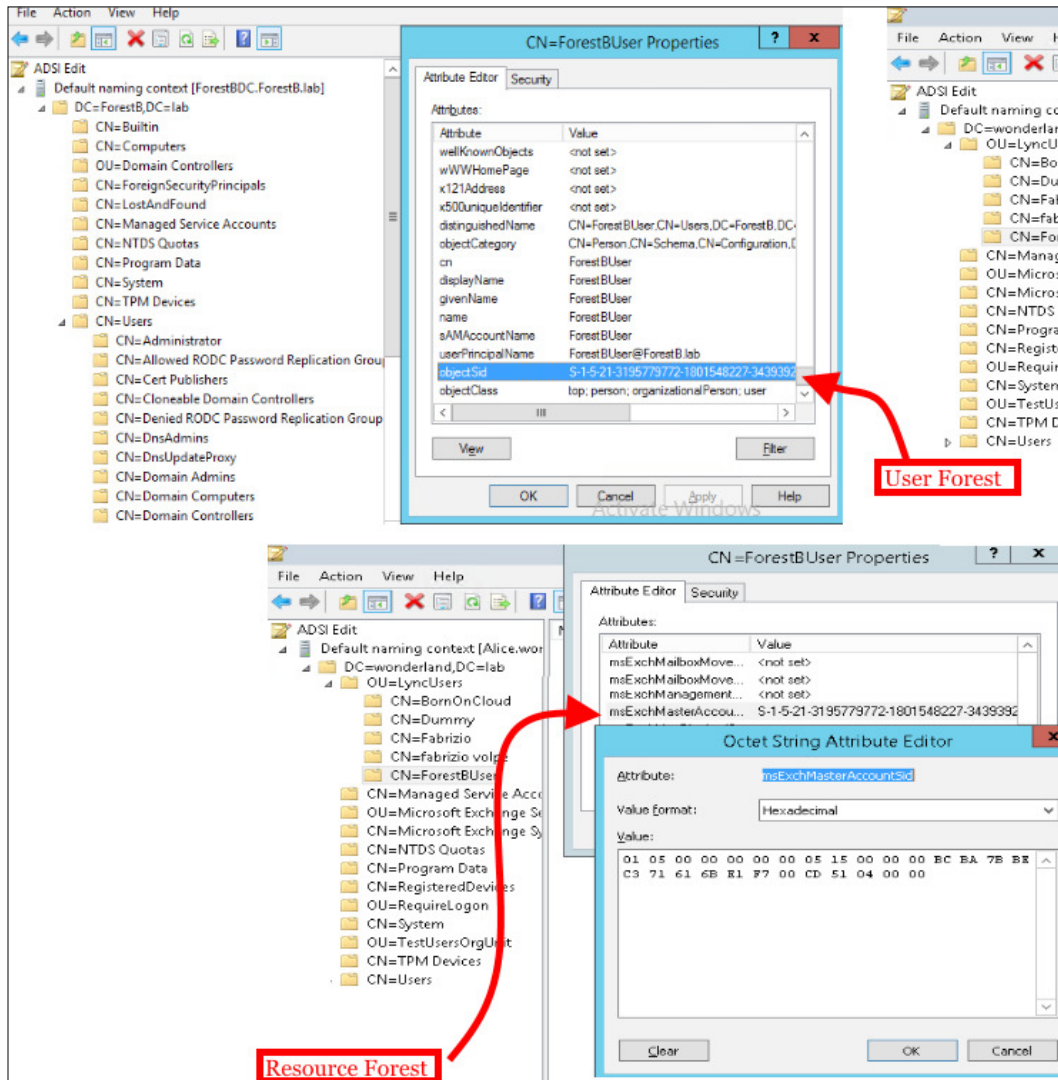 File Action View Help
ADSI Edit
Default naming context [ForestBDC.ForestB.lab]
DC=ForestB,DC=lab
CN=Builtin
CN=Computers
OU=Domain Controllers
CN=ForeignSecurityPrincipals
CN=LostAndFound
CN=Managed Service Accounts
CN=NTDS Quotas
CN=Program Data
CN=System
CN=TPM Devices
CN=Users
CN=Administrator
CN=Allowed RODC Password Replication Grou
CN=Cert Publishers
CN=Cloneable Domain Controllers
CN=Denied RODC Password Replication Group
CN=DnsAdmins
CN=DnsUpdateProxy
CN=Domain Admins
CN=Domain Computers
CN=Domain Controllers
CN=ForestBUser Properties
? x
Attribute Editor Security
Attributes:
Attribute Value
wellKnownObjects <not set>
wWWHomePage <not set>
x121Address <not set>
x500uniqueIdentifier <not set>
distinguishedName CN=ForestBUser,CN=Users,DC=ForestB,DC=
objectCategory CN=Person,CN=Schema,CN=Configuration,D
cn ForestBUser
displayName ForestBUser
givenName ForestBUser
name ForestBUser
sAMAccountName ForestBUser
userPrincipalName ForestBUser@ForestB.lab
objectSid S-1-5-21-3195779772-1801548227-3439392
objectClass top; person; organizationalPerson; user
View Filter
OK Cancel Apply Help
Activate Windows
File Action View H
ADSI Edit
Default naming co
DC=wonderlan
OU=LyncU
CN=Bo
CN=Du
CN=Fal
CN=fab
CN=For
CN=Manag
OU=Micros
CN=Micros
CN=NTDS
CN=Progra
CN=Registe
OU=Requir
CN=System
OU=TestUs
CN=TPM D
CN=Users
User Forest
File Action View Help
ADSI Edit
Default naming context [Alice.won
DC=wonderland,DC=lab
OU=LyncUsers
CN=BornOnCloud
CN=Dummy
CN=Fabrizio
CN=fabrizio volpe
CN=ForestBUser
CN=Managed Service Acco
OU=Microsoft Exchange Se
CN=Microsoft Exchange Sy
CN=NTDS Quotas
CN=Program Data
CN=RegisteredDevices
OU=RequireLogon
CN=System
OU=TestUsersOrgUnit
CN=TPM Devices
CN=Users
Resource Forest
CN=ForestBUser Properties
? x
Attribute Editor Security
Attributes:
Attribute Value
msExchMailboxMove... <not set>
msExchMailboxMove... <not set>
msExchManagement... <not set>
msExchMasterAccou... S-1-5-21-3195779772-1801548227-3439392
Octet String Attribute Editor
x
Attribute: msExchMasterAccountSid
Value format: Hexadecimal
Value:
01 05 00 00 00 00 00 05 15 00 00 00 BC BA 7B BE
C3 71 61 6B E1 F7 00 CD 51 04 00 00
Clear OK Cancel